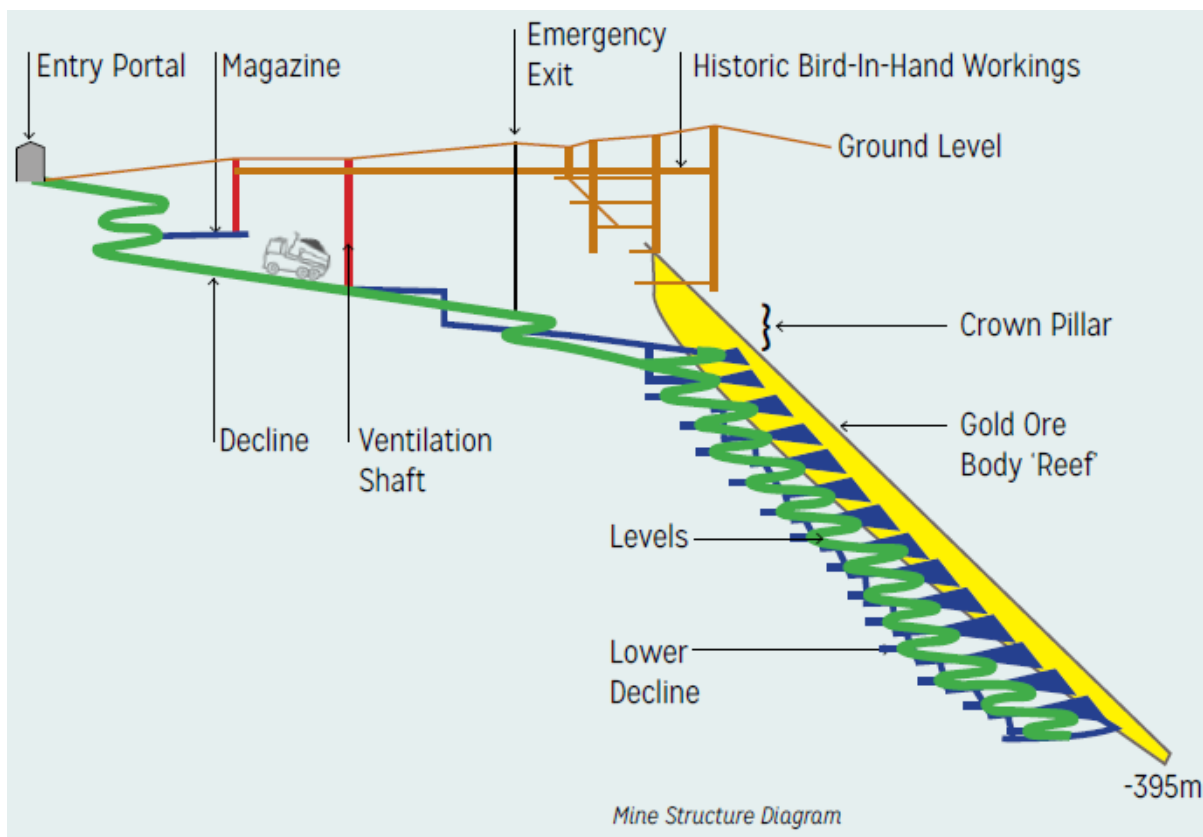 Entry Portal
Magazine
Emergency
Exit
Historic Bird-In-Hand Workings
Ground Level
Crown Pillar
Decline
Ventilation
Shaft
Gold Ore
Body 'Reef'
Levels
Lower
Decline
-395m
Mine Structure Diagram